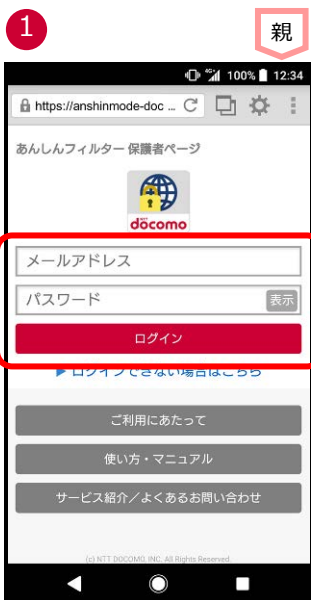 1
親
4G 100% 12:34
https://anshinmode-doc ...
あんしんフィルター 保護者ページ
NTT
döcomo
メールアドレス
パスワード
表示
ログイン
▶ ログインできない場合はこちら
ご利用にあたって
使い方・マニュアル
サービス紹介／よくあるお問い合わせ
(c) NTT DOCOMO, INC. All Rights Reserved.